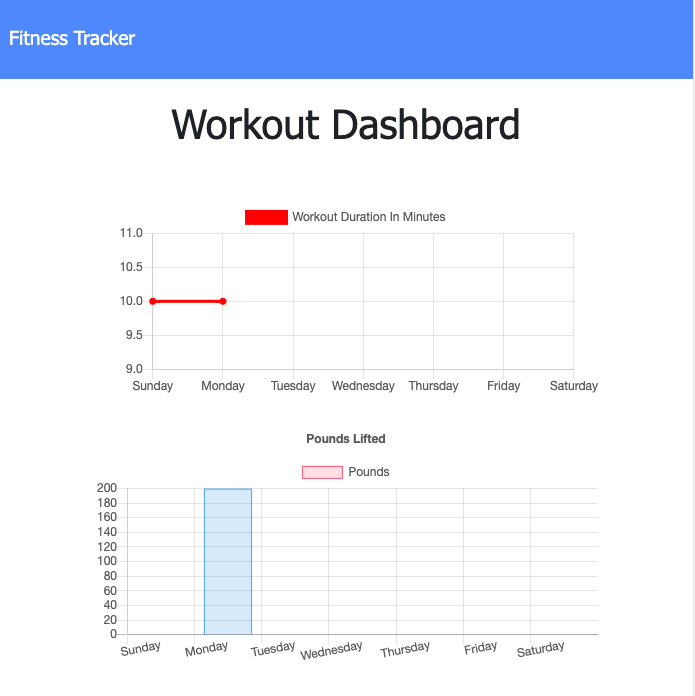 Fitness Tracker
Workout Dashboard
Workout Duration In Minutes
11.0
10.5
10.0
9.5
9.0
Sunday Monday Tuesday Wednesday Thursday Friday Saturday
Pounds Lifted
Pounds
200
180
160
140
120
100
80
60
40
20
0
Sunday Monday Tuesday Wednesday Thursday Friday Saturday